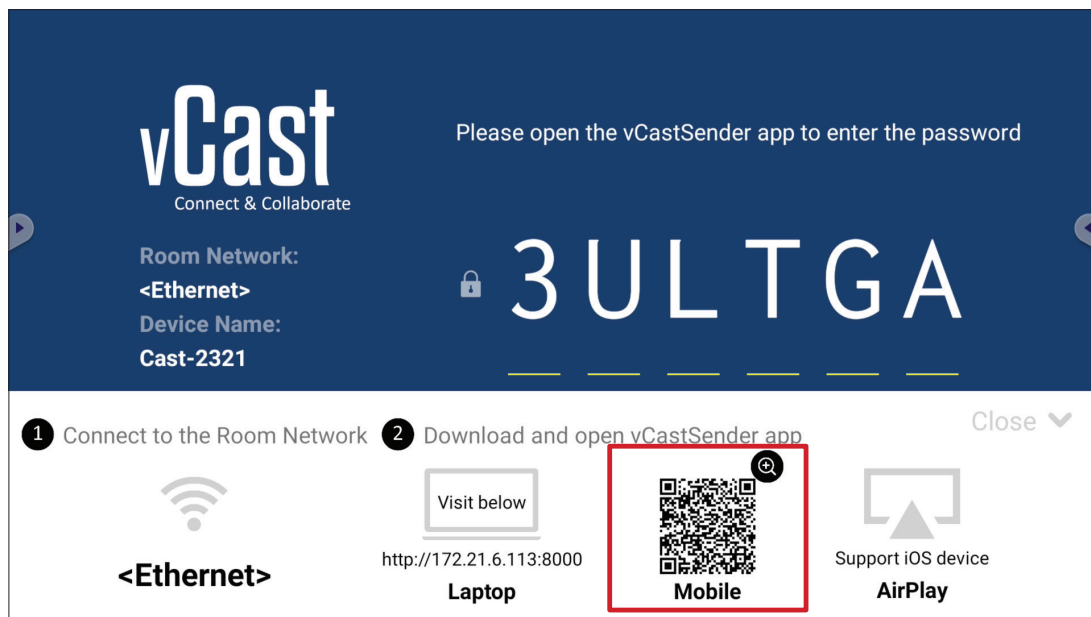 vCast
Connect & Collaborate
Please open the vCastSender app to enter the password
Room Network:
<Ethernet>
Device Name:
Cast-2321
3ULTGA
1 Connect to the Room Network
2 Download and open vCastSender app
Close
<Ethernet>
Visit below
http://172.21.6.113:8000
Laptop
Mobile
Support iOS device
AirPlay